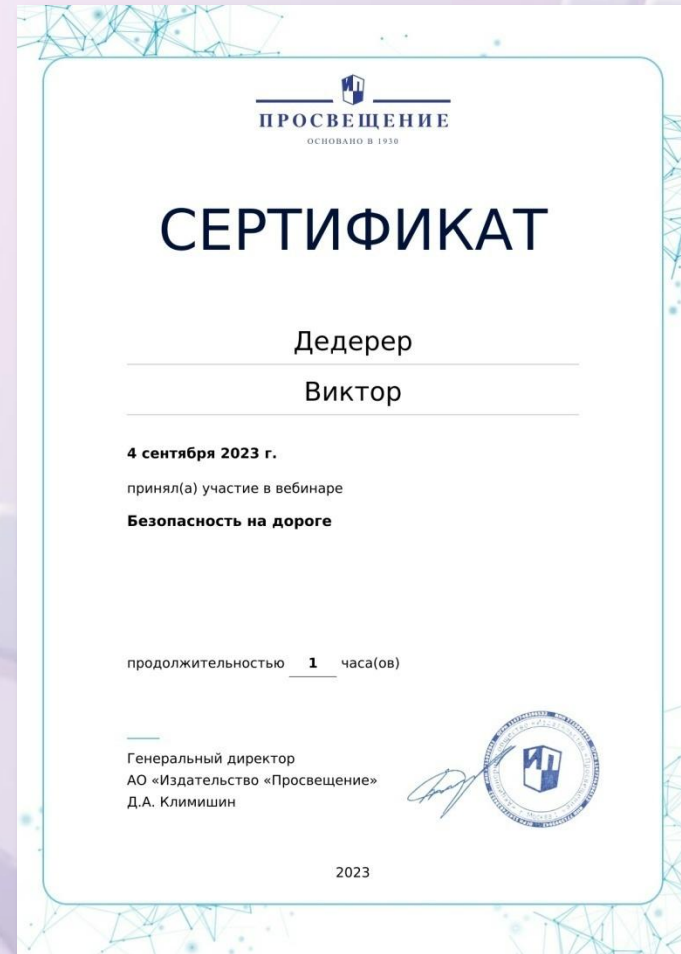 ПРОСВЕЩЕНИЕ
ОСНОВАНО В 1930
СЕРТИФИКАТ
Дедерер
Виктор
4 сентября 2023 г.
принял(а) участие в вебинаре
Безопасность на дороге
продолжительностью 1 часа(ов)
Генеральный директор
АО «Издательство «Просвещение»
Д.А. Климишин
2023